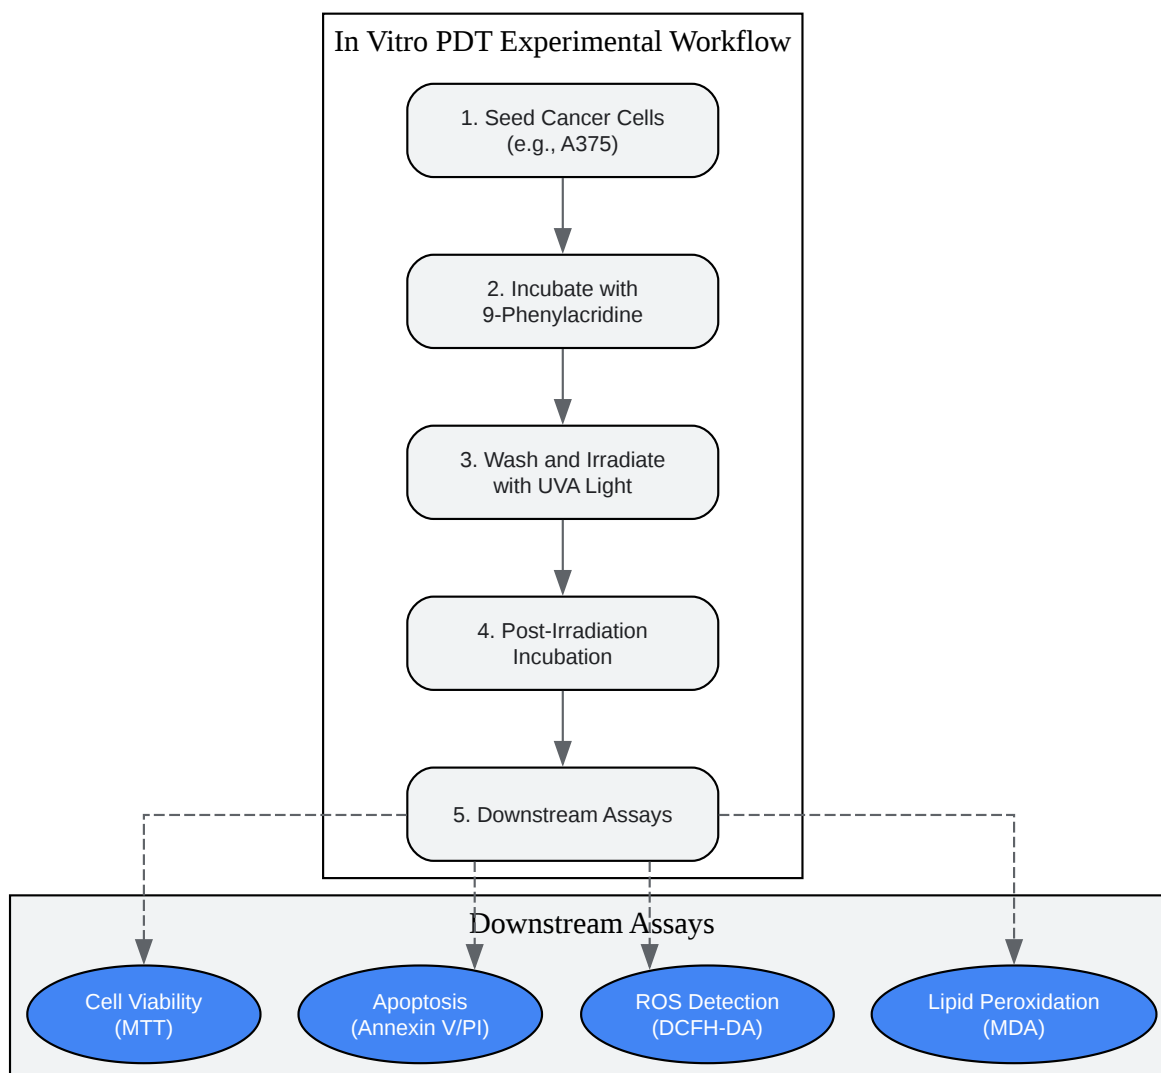 In Vitro PDT Experimental Workflow
1. Seed Cancer Cells
(e.g., A375)
2. Incubate with
9-Phenylacridine
3. Wash and Irradiate
with UVA Light
4. Post-Irradiation
Incubation
5. Downstream Assays
Downstream Assays
Cell Viability
(MTT)
Apoptosis
(Annexin V/PI)
ROS Detection
(DCFH-DA)
Lipid Peroxidation
(MDA)